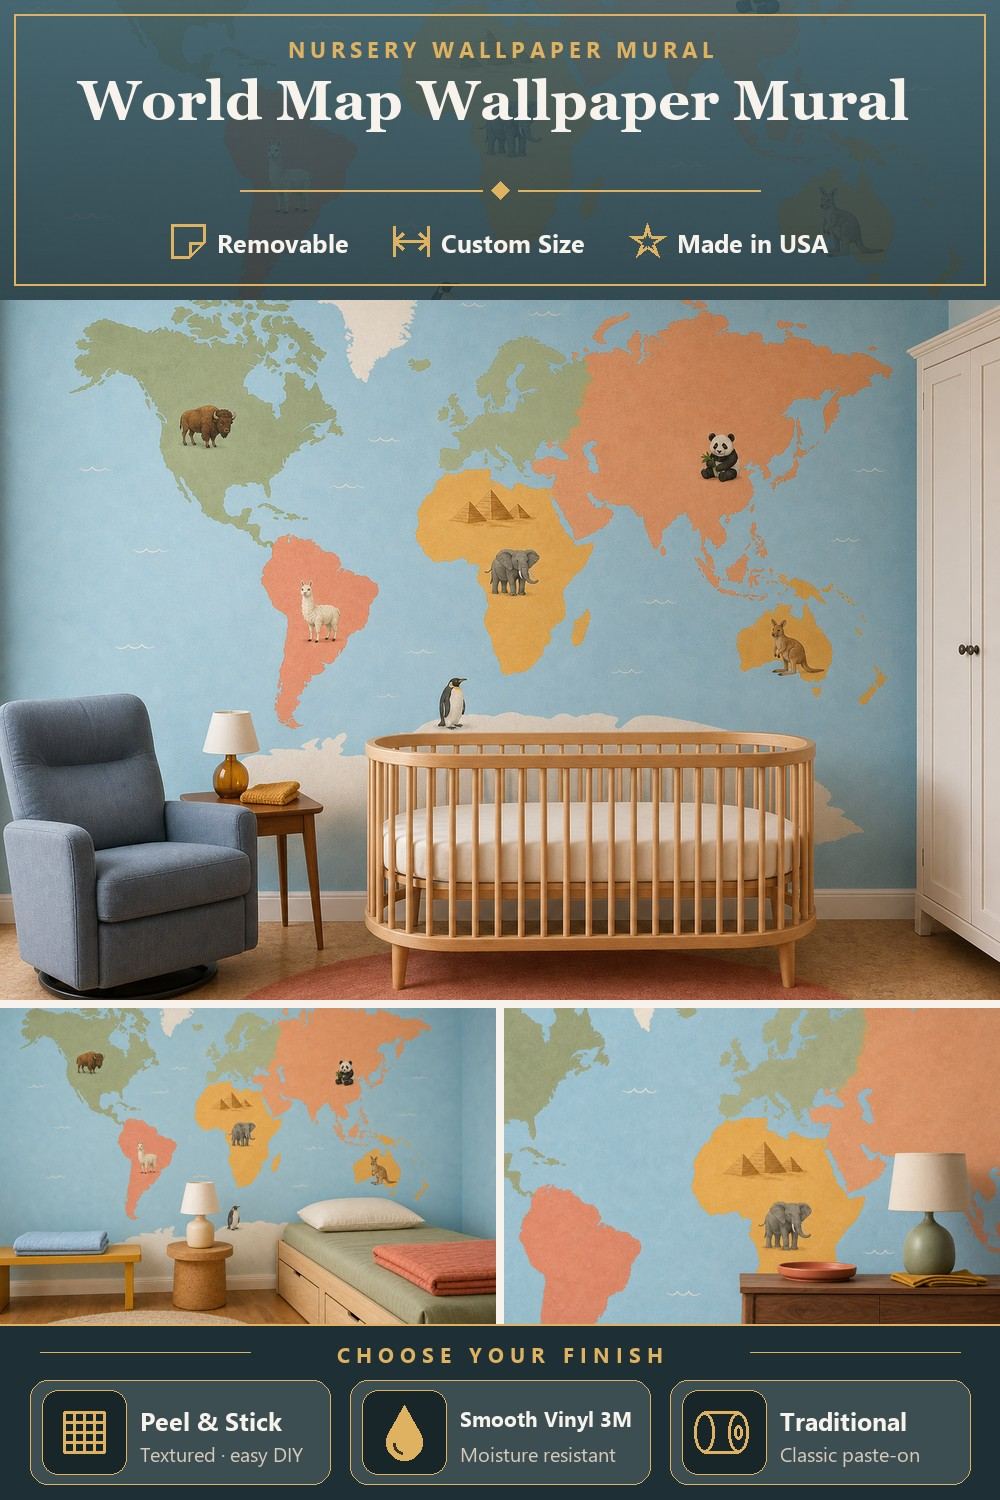 NURSERY WALLPAPER MURAL
World Map Wallpaper Mural
Removable
Custom Size
Made in USA
CHOOSE YOUR FINISH
Peel & Stick
Textured · easy DIY
Smooth Vinyl 3M
Moisture resistant
Traditional
Classic paste-on